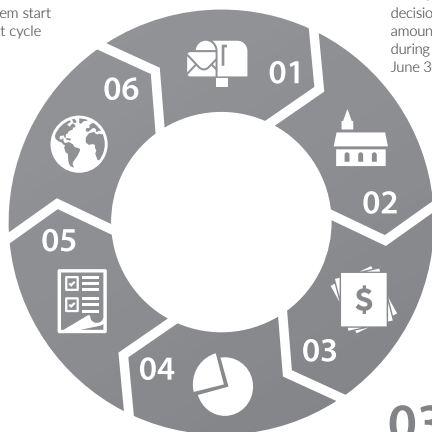 em start
t cycle
decisio
amoun
during
June 3
01
02
03
04
05
06
$
03